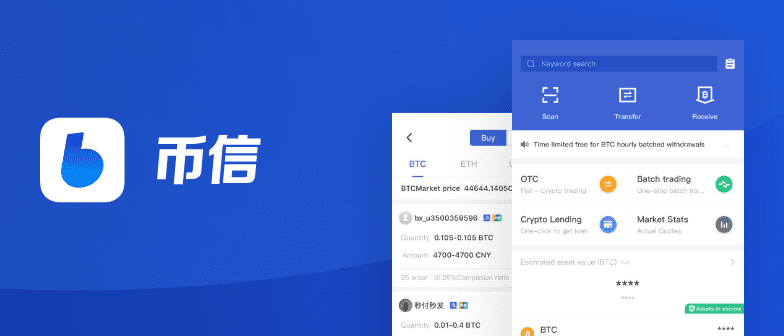 币信
Buy
BTC ETH
BTCMarket price 44644.1405C
bx_u3500359596
Quantity 0.105-0.105 BTC
Amount 4700-4700 CNY
26 order 81.25%Completion ratio
秒付秒发
Quantity 0.01-0.4 BTC
Keyword search
Scan Transfer Receive
Time limited free for BTC hourly batched withdrawals ...
OTC
Fiat - Crypto trading
Batch trading
One-stop batch tra...
Crypto Lending
One-click to get loan
Market Stats
Actual Quotes
Estimated asset value (BTC)
****
****
Assets in escrow
BTC ****